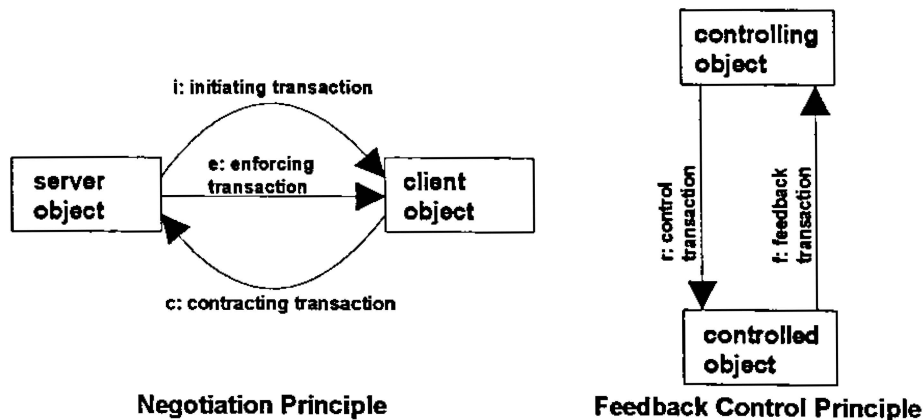 i: initiating transaction
server
object
e: enforcing
transaction
client
object
c: contracting transaction
Negotiation Principle
controlling
object
r: control
transaction
f: feedback
transaction
controlled
object
Feedback Control Principle